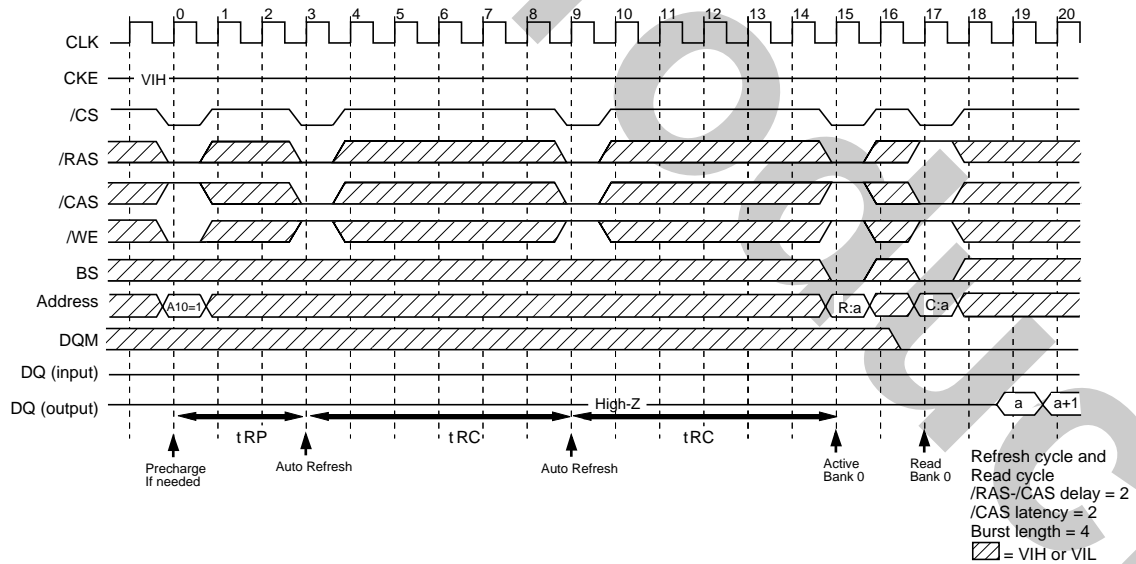 0 1 2 3 4 5 6 7 8 9 10 11 12 13 14 15 16 17 18 19 20
CLK
CKE VIH
/CS
/RAS
/CAS
/WE
BS
Address A10=1 R:a C:a
DQM
DQ (input)
DQ (output) High-Z a a+1
tRP tRC tRC
Precharge
If needed
Auto Refresh
Auto Refresh
Active
Bank 0
Read
Bank 0
Refresh cycle and
Read cycle
/RAS-/CAS delay = 2
/CAS latency = 2
Burst length = 4
= VIH or VIL